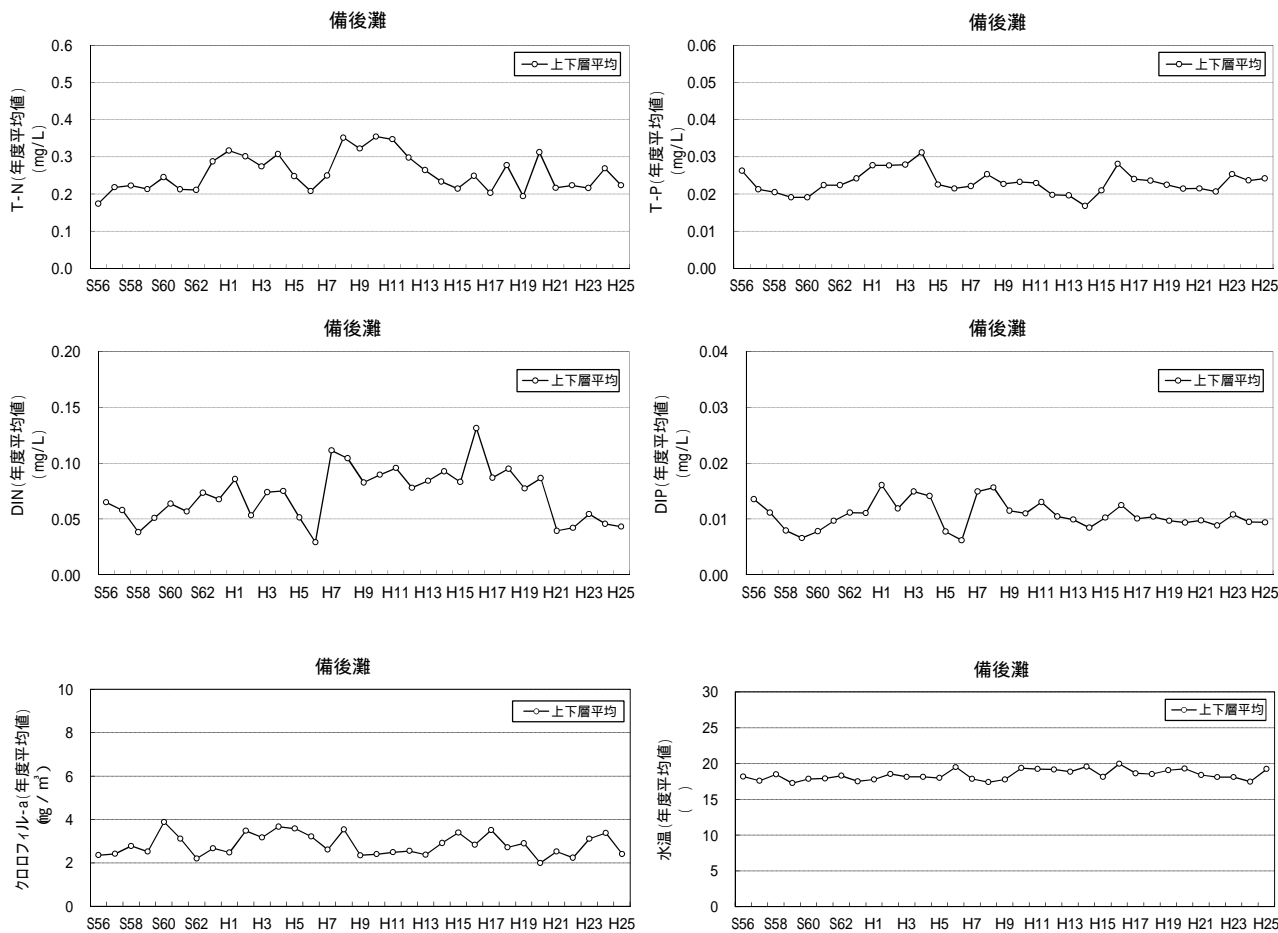 備後灘
T-N(年度平均値)
(mg/L)
0.6
0.5
0.4
0.3
0.2
0.1
0.0
上下層平均
S56 S58 S60 S62 H1 H3 H5 H7 H9 H11 H13 H15 H17 H19 H21 H23 H25
備後灘
T-P(年度平均値)
(mg/L)
0.06
0.05
0.04
0.03
0.02
0.01
0.00
上下層平均
S56 S58 S60 S62 H1 H3 H5 H7 H9 H11 H13 H15 H17 H19 H21 H23 H25
備後灘
DIN(年度平均値)
(mg/L)
0.20
0.15
0.10
0.05
0.00
上下層平均
S56 S58 S60 S62 H1 H3 H5 H7 H9 H11 H13 H15 H17 H19 H21 H23 H25
備後灘
DIP(年度平均値)
(mg/L)
0.04
0.03
0.02
0.01
0.00
上下層平均
S56 S58 S60 S62 H1 H3 H5 H7 H9 H11 H13 H15 H17 H19 H21 H23 H25
備後灘
クロロフィル-a(年度平均値)
(mg/㎥)
10
8
6
4
2
0
上下層平均
S56 S58 S60 S62 H1 H3 H5 H7 H9 H11 H13 H15 H17 H19 H21 H23 H25
備後灘
水温(年度平均値)
( )
30
25
20
15
10
5
0
上下層平均
S56 S58 S60 S62 H1 H3 H5 H7 H9 H11 H13 H15 H17 H19 H21 H23 H25